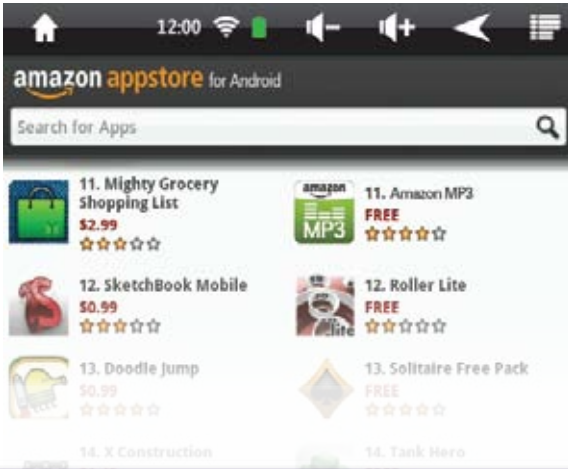 12:00
amazon appstore for Android
Search for Apps
11. Mighty Grocery
Shopping List
$2.99
11. Amazon MP3
FREE
amazon
MP3
12. SketchBook Mobile
$0.99
12. Roller Lite
FREE
Lite
13. Doodle Jump
$0.99
13. Solitaire Free Pack
FREE
14. X Construction
14. Tank Hero